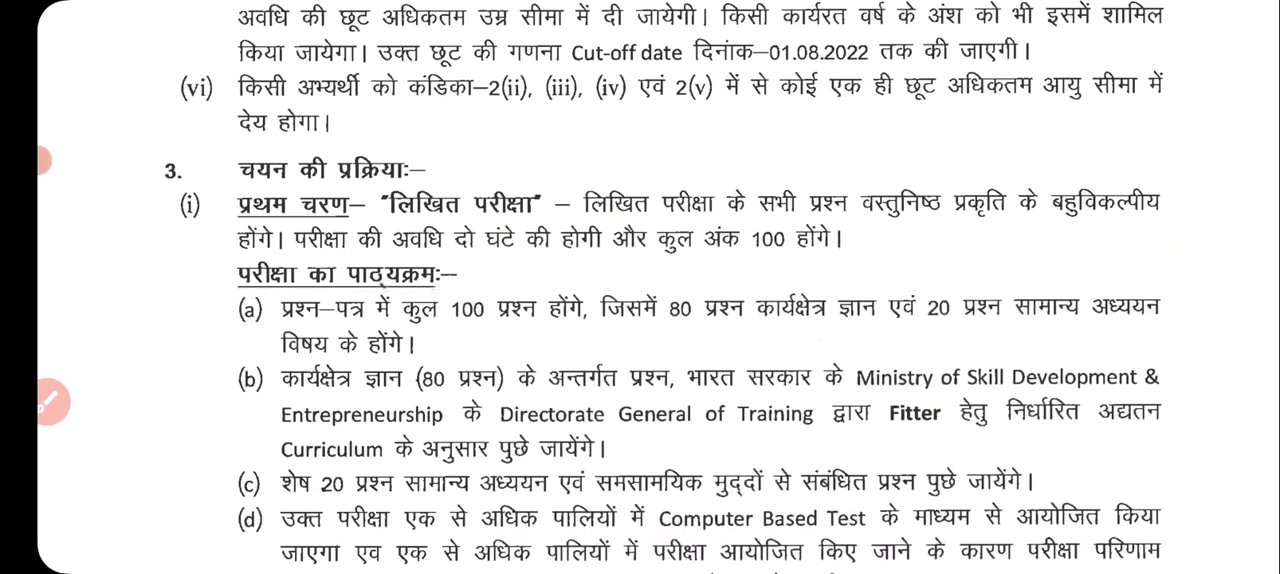 अवधि की छूट अधिकतम उम्र सीमा में दी जायेगी। किसी कार्यरत वर्ष के अंश को भी इसमें शामिल
किया जायेगा। उक्त छूट की गणना Cut-off date दिनांक–01.08.2022 तक की जाएगी।
(vi) किसी अभ्यर्थी को कंडिका–2(ii), (iii), (iv) एवं 2(v) में से कोई एक ही छूट अधिकतम आयु सीमा में
देय होगा।
3. चयन की प्रक्रियाः–
(i) प्रथम चरण– "लिखित परीक्षा" – लिखित परीक्षा के सभी प्रश्न वस्तुनिष्ठ प्रकृति के बहुविकल्पीय
होंगे। परीक्षा की अवधि दो घंटे की होगी और कुल अंक 100 होंगे।
परीक्षा का पाठ्यक्रमः–
(a) प्रश्न–पत्र में कुल 100 प्रश्न होंगे, जिसमें 80 प्रश्न कार्यक्षेत्र ज्ञान एवं 20 प्रश्न सामान्य अध्ययन
विषय के होंगे।
(b) कार्यक्षेत्र ज्ञान (80 प्रश्न) के अन्तर्गत प्रश्न, भारत सरकार के Ministry of Skill Development &
Entrepreneurship के Directorate General of Training द्वारा Fitter हेतु निर्धारित अद्यतन
Curriculum के अनुसार पुछे जायेंगे।
(c) शेष 20 प्रश्न सामान्य अध्ययन एवं समसामयिक मुद्दों से संबंधित प्रश्न पुछे जायेंगे।
(d) उक्त परीक्षा एक से अधिक पालियों में Computer Based Test के माध्यम से आयोजित किया
जाएगा एव एक से अधिक पालियों में परीक्षा आयोजित किए जाने के कारण परीक्षा परिणाम